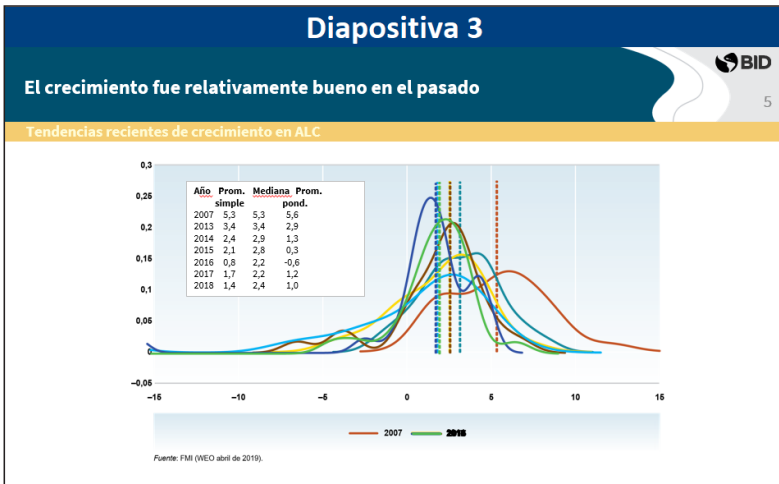 Diapositiva 3
BID
El crecimiento fue relativamente bueno en el pasado
5
Tendencias recientes de crecimiento en ALC
0,3
0,25
0,2
0,15
0,1
0,05
0
–0,05
Año Prom. Mediana Prom.
simple pond.
2007 5,3 5,3 5,6
2013 3,4 3,4 2,9
2014 2,4 2,9 1,3
2015 2,1 2,8 0,3
2016 0,8 2,2 -0,6
2017 1,7 2,2 1,2
2018 1,4 2,4 1,0
–15 –10 –5 0 5 10 15
2007
Fuente: FMI (WEO abril de 2019).